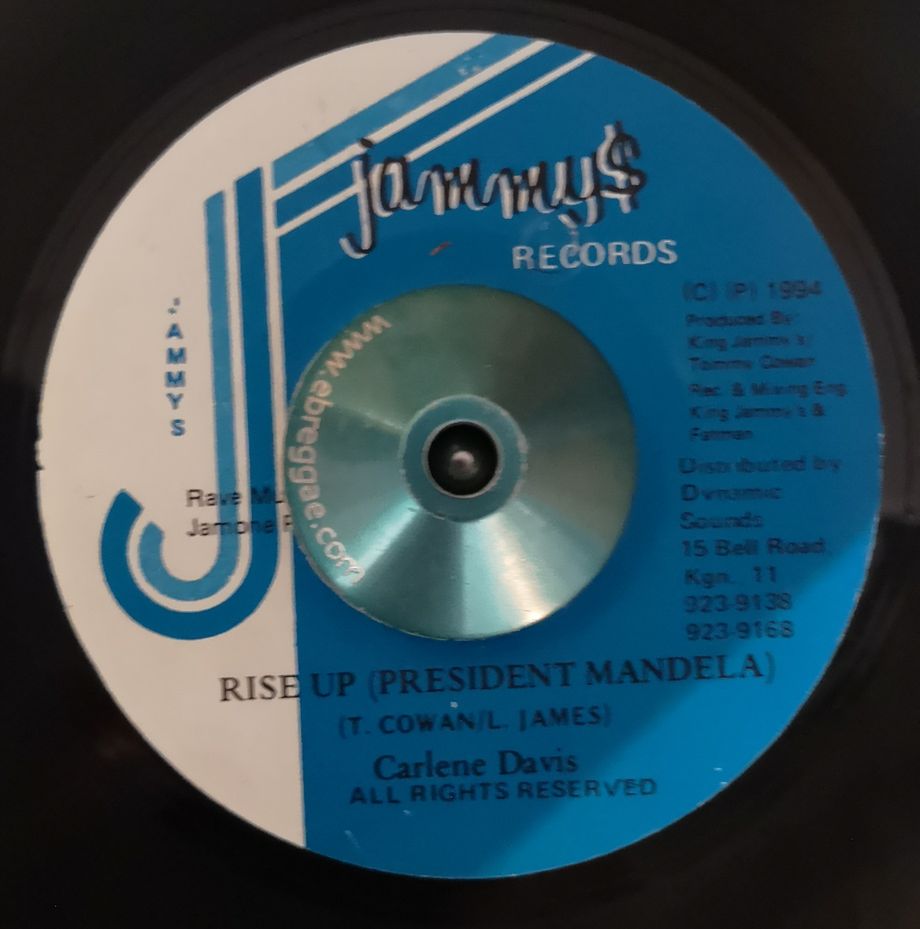 jammy$
RECORDS
JAMMYS
(C) (P) 1994
Produced By:
King Jammy's/
Tommy Cowan
Rec. & Mixing Eng.
King Jammy's &
Fatman
Distributed by
Dynamic
Sounds
15 Bell Road,
Kgn. 11
923-9138
923-9168
www.ebreggae.com
Rave
Jamone
RISE UP (PRESIDENT MANDELA)
(T. COWAN/L. JAMES)
Carlene Davis
ALL RIGHTS RESERVED